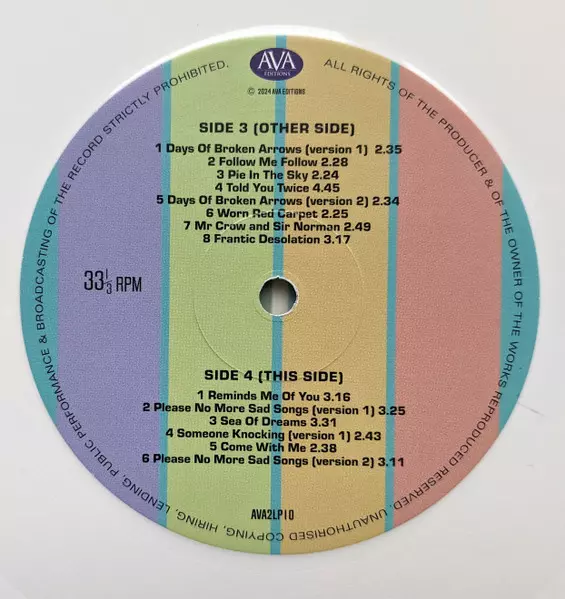 AVA
EDITIONS
© 2024 AVA EDITIONS
ALL RIGHTS OF THE PRODUCER & OF THE OWNER OF THE WORKS REPRODUCED RESERVED. UNAUTHORISED COPYING, HIRING, LENDING, PUBLIC PERFORMANCE & BROADCASTING OF THE RECORD STRICTLY PROHIBITED.
SIDE 3 (OTHER SIDE)
1 Days Of Broken Arrows (version 1) 2.35
2 Follow Me Follow 2.28
3 Pie In The Sky 2.24
4 Told You Twice 4.45
5 Days Of Broken Arrows (version 2) 2.34
6 Worn Red Carpet 2.25
7 Mr Crow and Sir Norman 2.49
8 Frantic Desolation 3.17
33 1/3 RPM
SIDE 4 (THIS SIDE)
1 Reminds Me Of You 3.16
2 Please No More Sad Songs (version 1) 3.25
3 Sea Of Dreams 3.31
4 Someone Knocking (version 1) 2.43
5 Come With Me 2.38
6 Please No More Sad Songs (version 2) 3.11
AVA2LP10